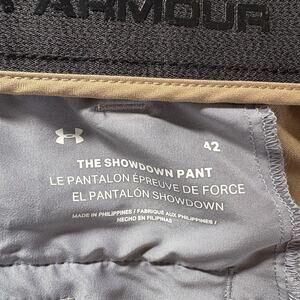 ARMOUR
42
THE SHOWDOWN PANT
LE PANTALON ÉPREUVE DE FORCE
EL PANTALÓN SHOWDOWN
MADE IN PHILIPPINES / FABRIQUÉ AUX PHILIPPINES /
HECHO EN FILIPINAS